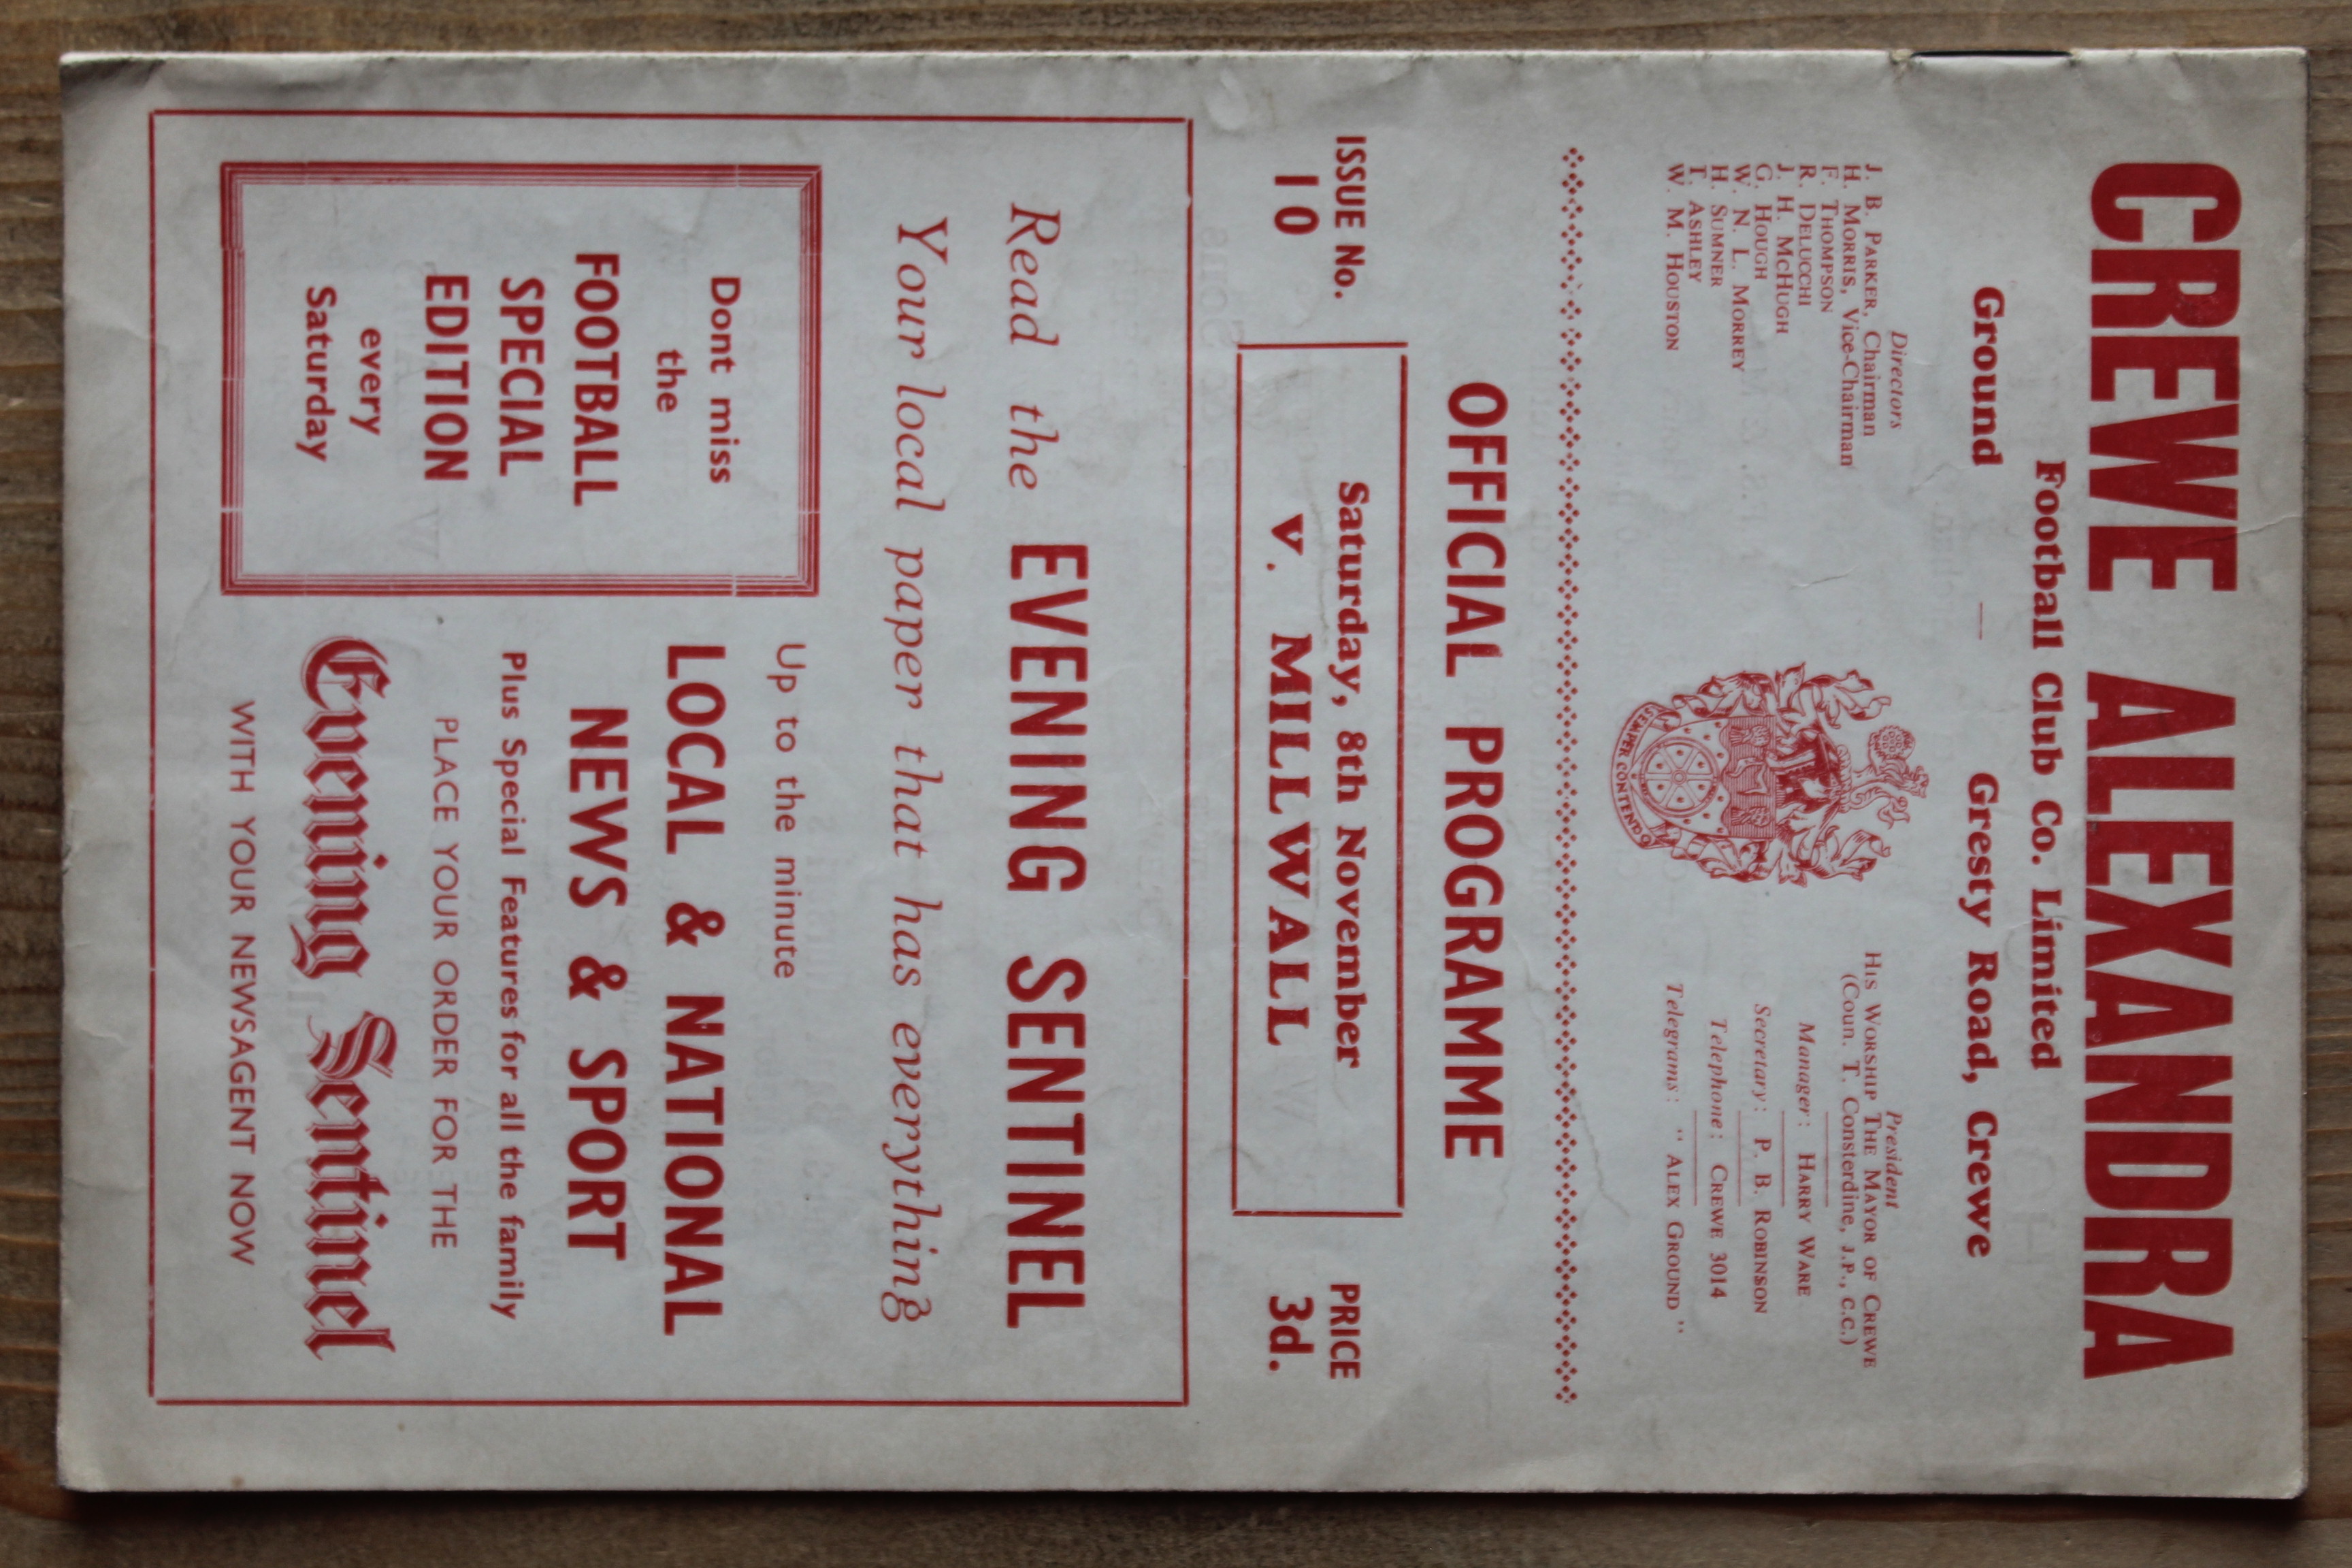 CREWE ALEXANDRA
Football Club Co. Limited
Ground — Gresty Road, Crewe
Directors
J. B. PARKER, Chairman
H. MORRIS, Vice-Chairman
F. THOMPSON
R. DELUCCHI
J. H. MCHUGH
G. HOUGH
W. N. L. MORREY
H. SUMNER
T. ASHLEY
W. M. HOUSTON
SEMPER CONTENDO
President
HIS WORSHIP THE MAYOR OF CREWE
(Coun. T. Consterdine, J.P., C.C.)
Manager: HARRY WARE
Secretary: P. B. ROBINSON
Telephone: CREWE 3014
Telegrams: " ALEX GROUND "
OFFICIAL PROGRAMME
ISSUE No.
10
Saturday, 8th November
v. MILLWALL
PRICE
3d.
Read the EVENING SENTINEL
Your local paper that has everything
Dont miss
the
FOOTBALL
SPECIAL
EDITION
every
Saturday
Up to the minute
LOCAL & NATIONAL
NEWS & SPORT
Plus Special Features for all the family
PLACE YOUR ORDER FOR THE
Evening Sentinel
WITH YOUR NEWSAGENT NOW